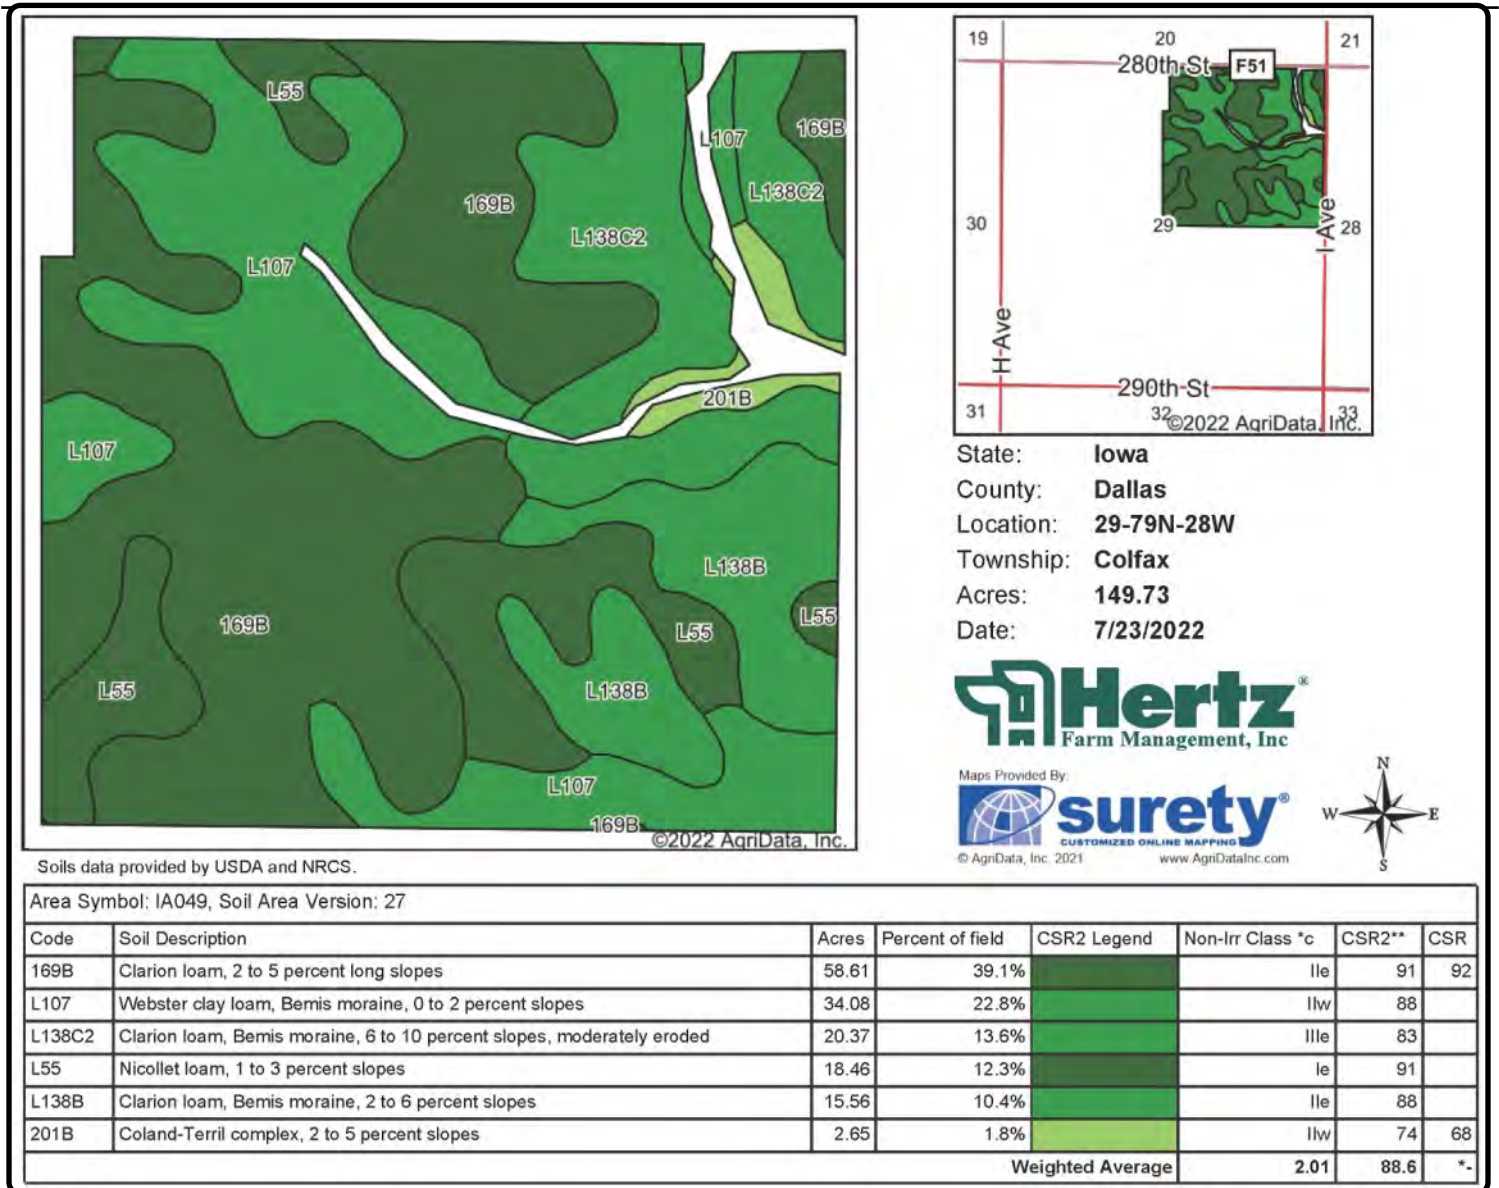 L55
169B
L107
L138C2
169B
L138C2
L107
201B
L107
L138B
L55
L55
169B
L138B
L55
L107
169B
©2022 AgriData, Inc.
Soils data provided by USDA and NRCS.
19 20 21
280th St F51
30 29 28
H Ave
I Ave
290th St
31 32 33
©2022 AgriData, Inc.
State: Iowa
County: Dallas
Location: 29-79N-28W
Township: Colfax
Acres: 149.73
Date: 7/23/2022
Hertz®
Farm Management, Inc
Maps Provided By:
surety®
CUSTOMIZED ONLINE MAPPING
© AgriData, Inc. 2021 www.AgriDataInc.com
N
W E
S
Area Symbol: IA049, Soil Area Version: 27
Code Soil Description Acres Percent of field CSR2 Legend Non-Irr Class *c CSR2** CSR
169B Clarion loam, 2 to 5 percent long slopes 58.61 39.1% IIe 91 92
L107 Webster clay loam, Bemis moraine, 0 to 2 percent slopes 34.08 22.8% IIw 88
L138C2 Clarion loam, Bemis moraine, 6 to 10 percent slopes, moderately eroded 20.37 13.6% IIIe 83
L55 Nicollet loam, 1 to 3 percent slopes 18.46 12.3% Ie 91
L138B Clarion loam, Bemis moraine, 2 to 6 percent slopes 15.56 10.4% IIe 88
201B Coland-Terril complex, 2 to 5 percent slopes 2.65 1.8% IIw 74 68
Weighted Average 2.01 88.6 *-